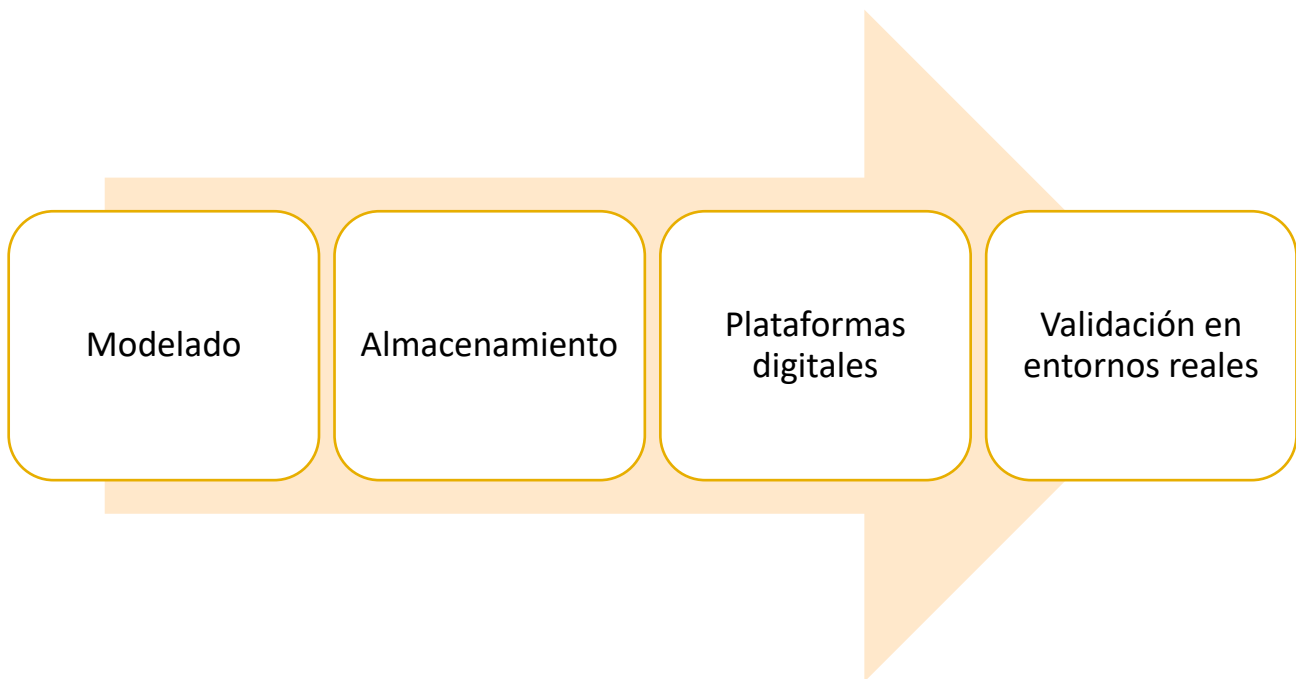 Modelado
Almacenamiento
Plataformas
digitales
Validación en
entornos reales